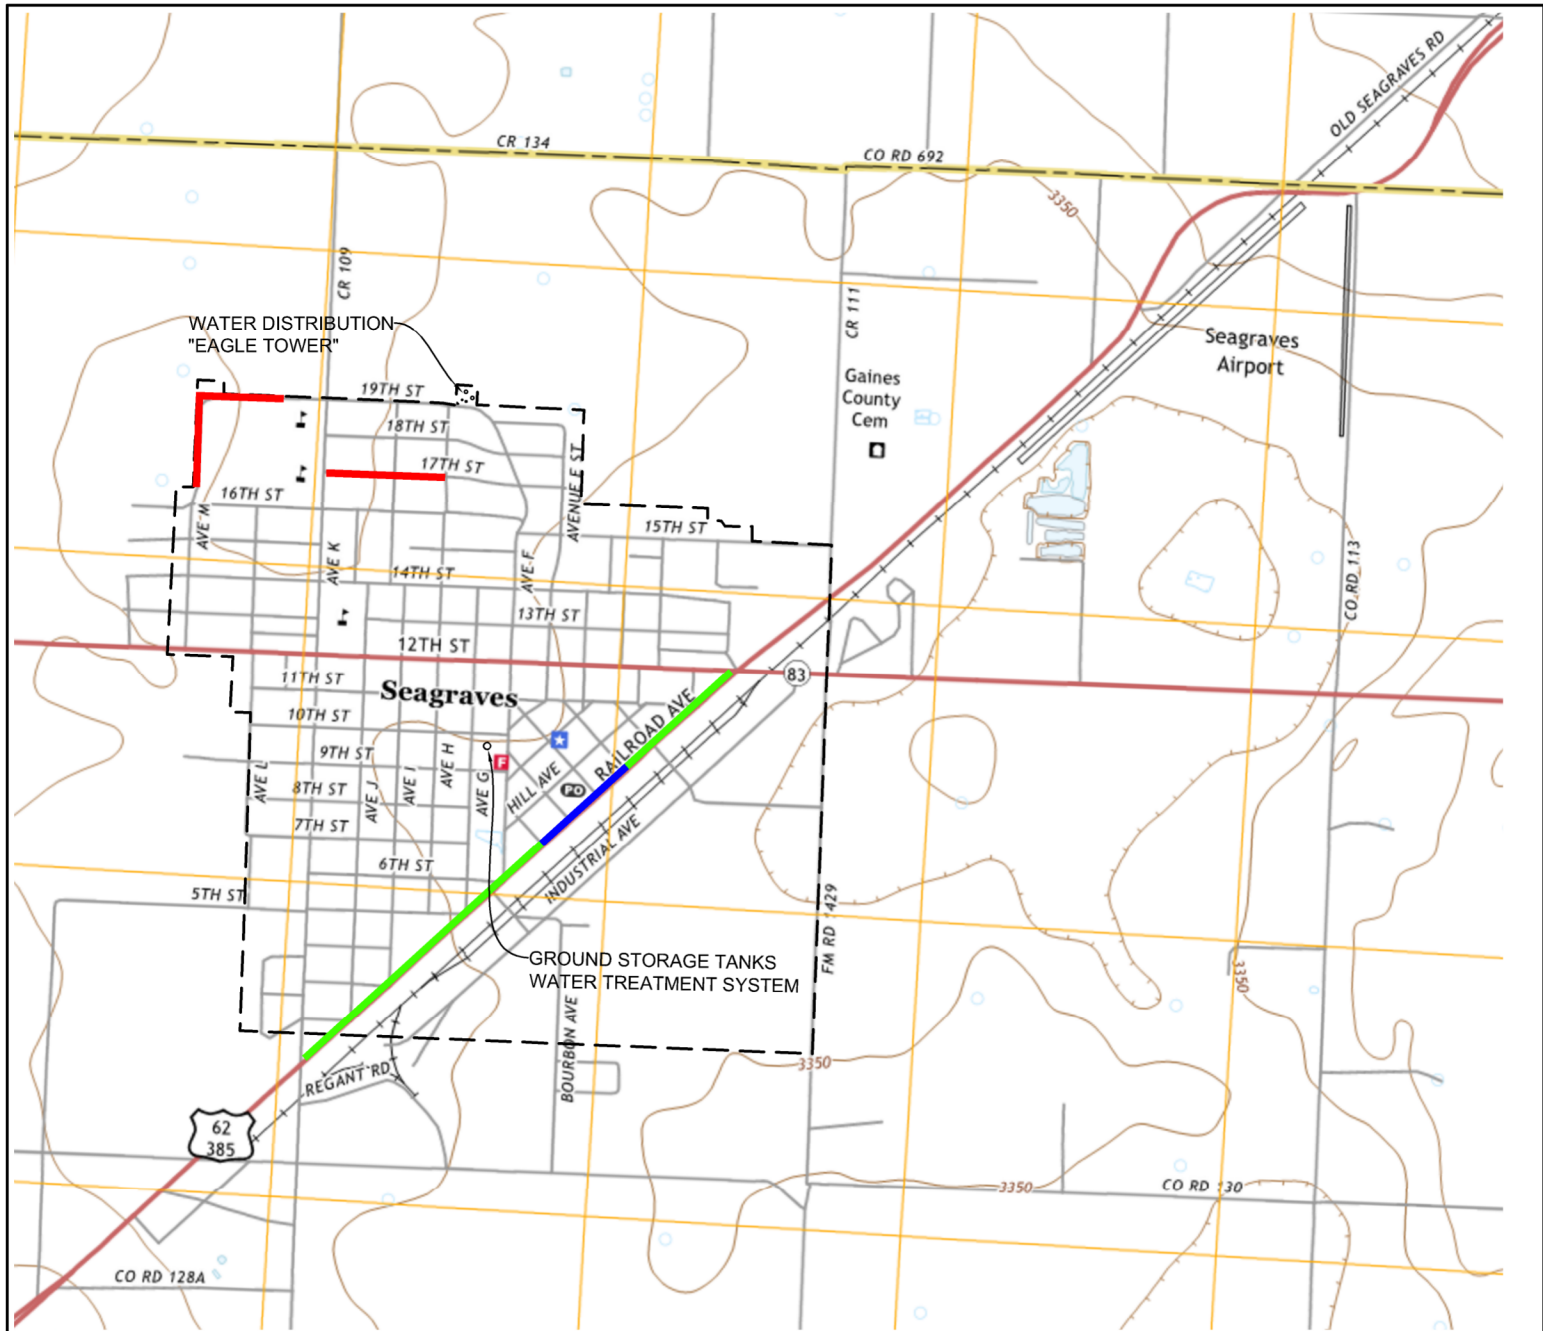 OLD SEAGRAVES RD
CR 134
CO RD 692
3350
CR 109
CR 111
WATER DISTRIBUTION
"EAGLE TOWER"
Seagraves
Airport
Gaines
County
Cem
19TH ST
18TH ST
17TH ST
16TH ST
AVENUE E ST
15TH ST
AVE M
AVE K
AVE F
14TH ST
CO RD 113
13TH ST
12TH ST
83
11TH ST
Seagraves
10TH ST
RAILROAD AVE
9TH ST
AVE H
F
AVE L
8TH ST
AVE J
AVE I
AVE G
HILL AVE
PO
7TH ST
INDUSTRIAL AVE
6TH ST
5TH ST
FM RD 1429
GROUND STORAGE TANKS
WATER TREATMENT SYSTEM
3350
BOURBON AVE
3350
REGANT RD
62
385
3350
CO RD 130
CO RD 128A